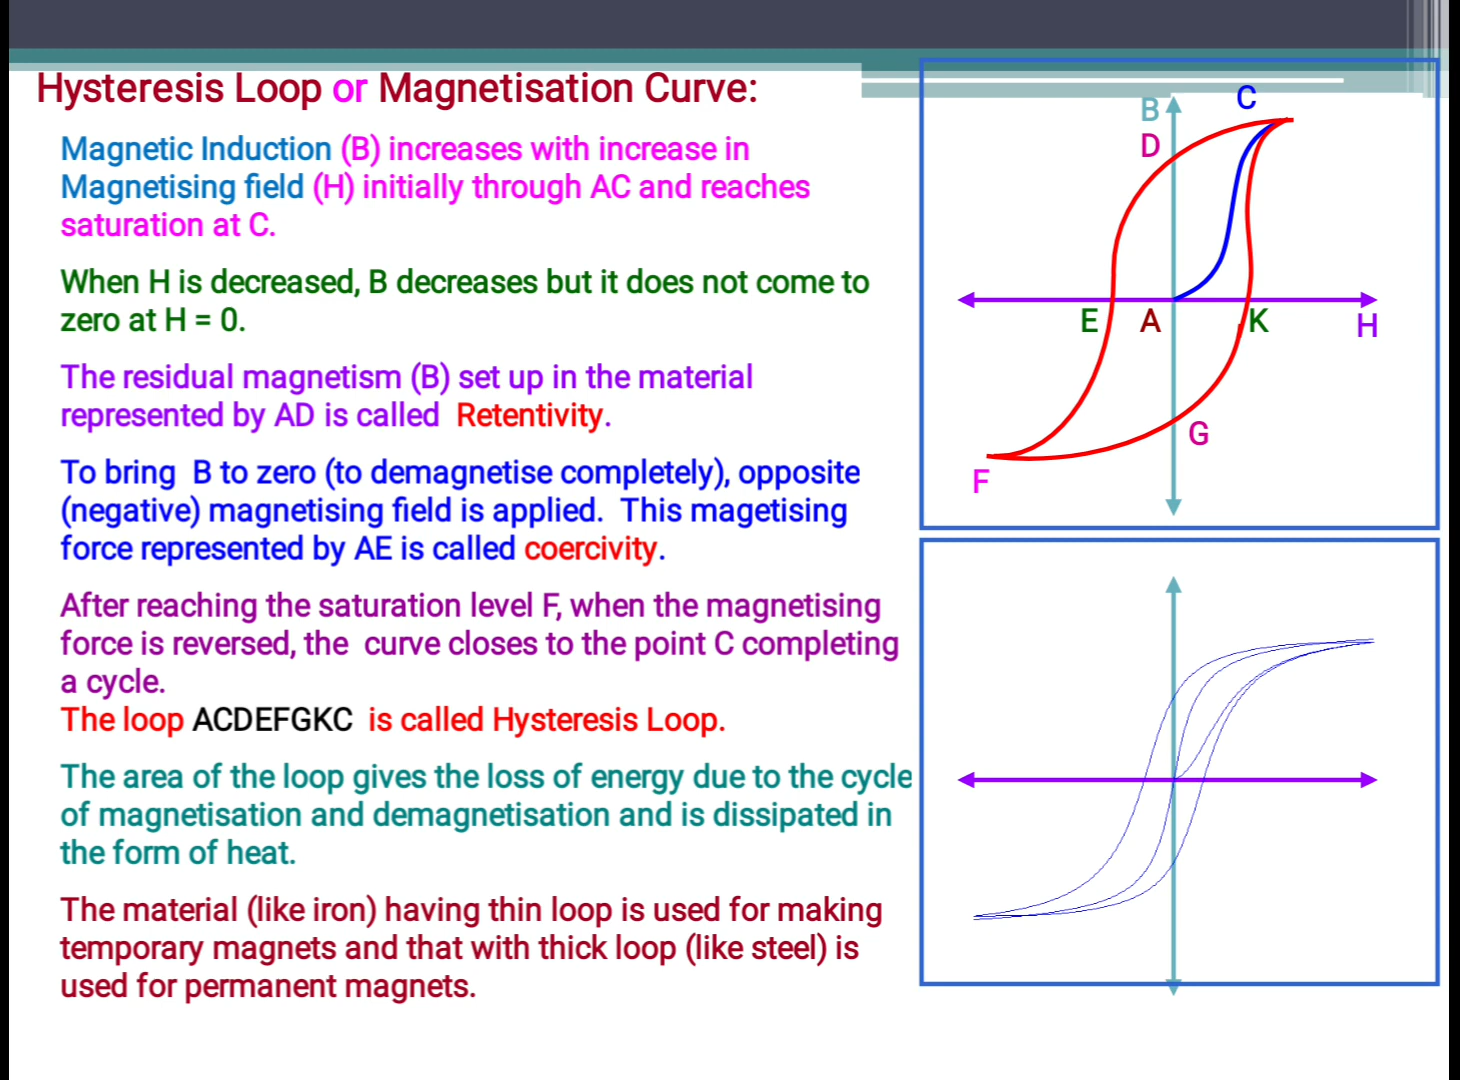 Hysteresis Loop or Magnetisation Curve:
Magnetic Induction (B) increases with increase in
Magnetising field (H) initially through AC and reaches
saturation at C.
When H is decreased, B decreases but it does not come to
zero at H = 0.
The residual magnetism (B) set up in the material
represented by AD is called Retentivity.
To bring B to zero (to demagnetise completely), opposite
(negative) magnetising field is applied. This magetising
force represented by AE is called coercivity.
After reaching the saturation level F, when the magnetising
force is reversed, the curve closes to the point C completing
a cycle.
The loop ACDEFGKC is called Hysteresis Loop.
The area of the loop gives the loss of energy due to the cycle
of magnetisation and demagnetisation and is dissipated in
the form of heat.
The material (like iron) having thin loop is used for making
temporary magnets and that with thick loop (like steel) is
used for permanent magnets.
C
B
D
E A K H
G
F